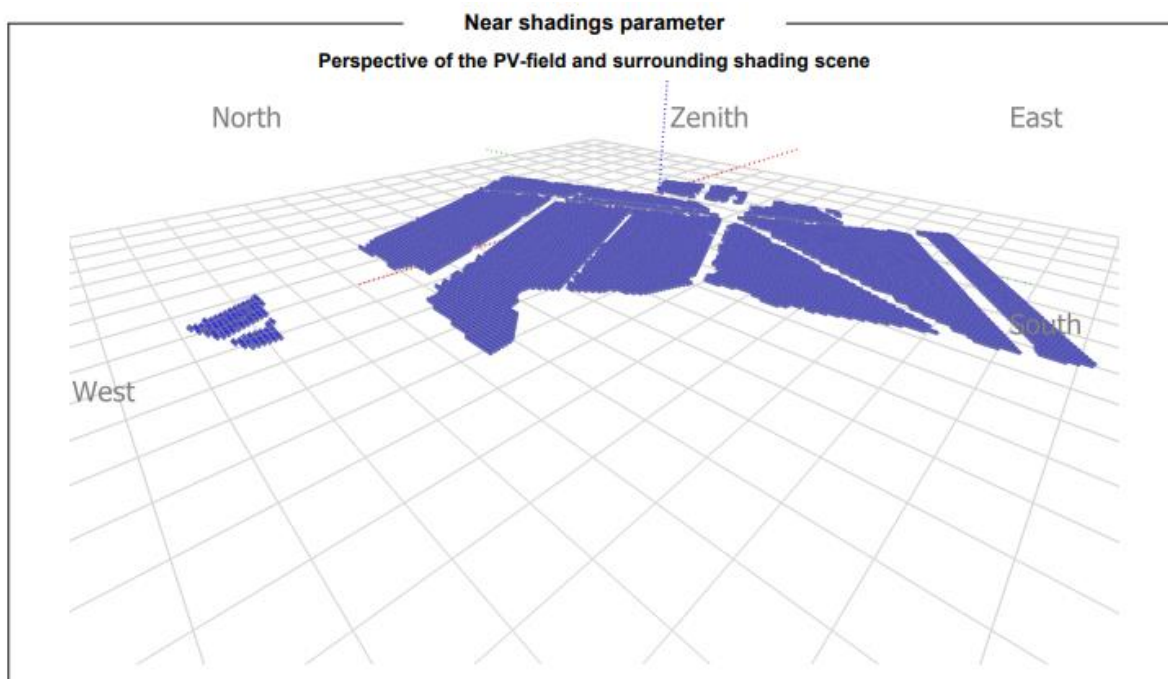 Near shadings parameter
Perspective of the PV-field and surrounding shading scene
North
Zenith
East
South
West